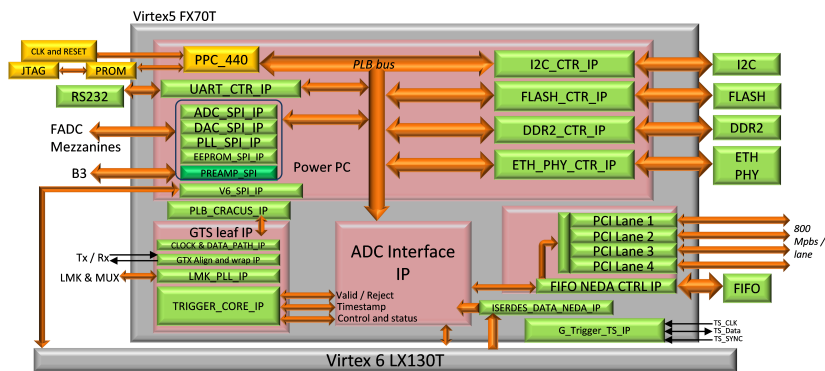 Virtex5 FX70T
CLK and RESET
PPC_440
PLB bus
I2C_CTR_IP
I2C
JTAG
PROM
RS232
UART_CTR_IP
FLASH_CTR_IP
FLASH
ADC_SPI_IP
DAC_SPI_IP
PLL_SPI_IP
EEPROM_SPI_IP
PREAMP_SPI
FADC
Mezzanines
DDR2_CTR_IP
DDR2
Power PC
ETH_PHY_CTR_IP
ETH
PHY
B3
V6_SPI_IP
PLB_CRACUS_IP
GTS leaf IP
CLOCK & DATA_PATH_IP
GTX Align and wrap IP
Tx / Rx
LMK & MUX
LMK_PLL_IP
TRIGGER_CORE_IP
ADC Interface
IP
Valid / Reject
Timestamp
Control and status
PCI Lane 1
PCI Lane 2
PCI Lane 3
PCI Lane 4
800
Mpbs /
lane
FIFO NEDA CTRL IP
FIFO
ISERDES_DATA_NEDA_IP
G_Trigger_TS_IP
TS_CLK
TS_Data
TS_SYNC
Virtex 6 LX130T